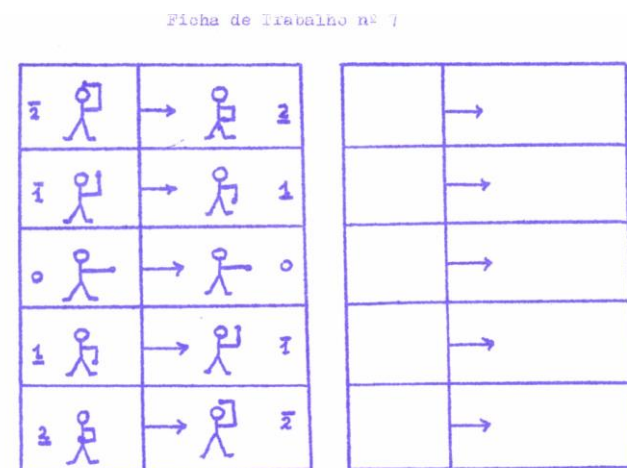 Ficha de Trabalho nº 7
2̅ → 2̲
1̅ → 1̲
0 → 0
1̲ → 1̅
2̲ → 2̅